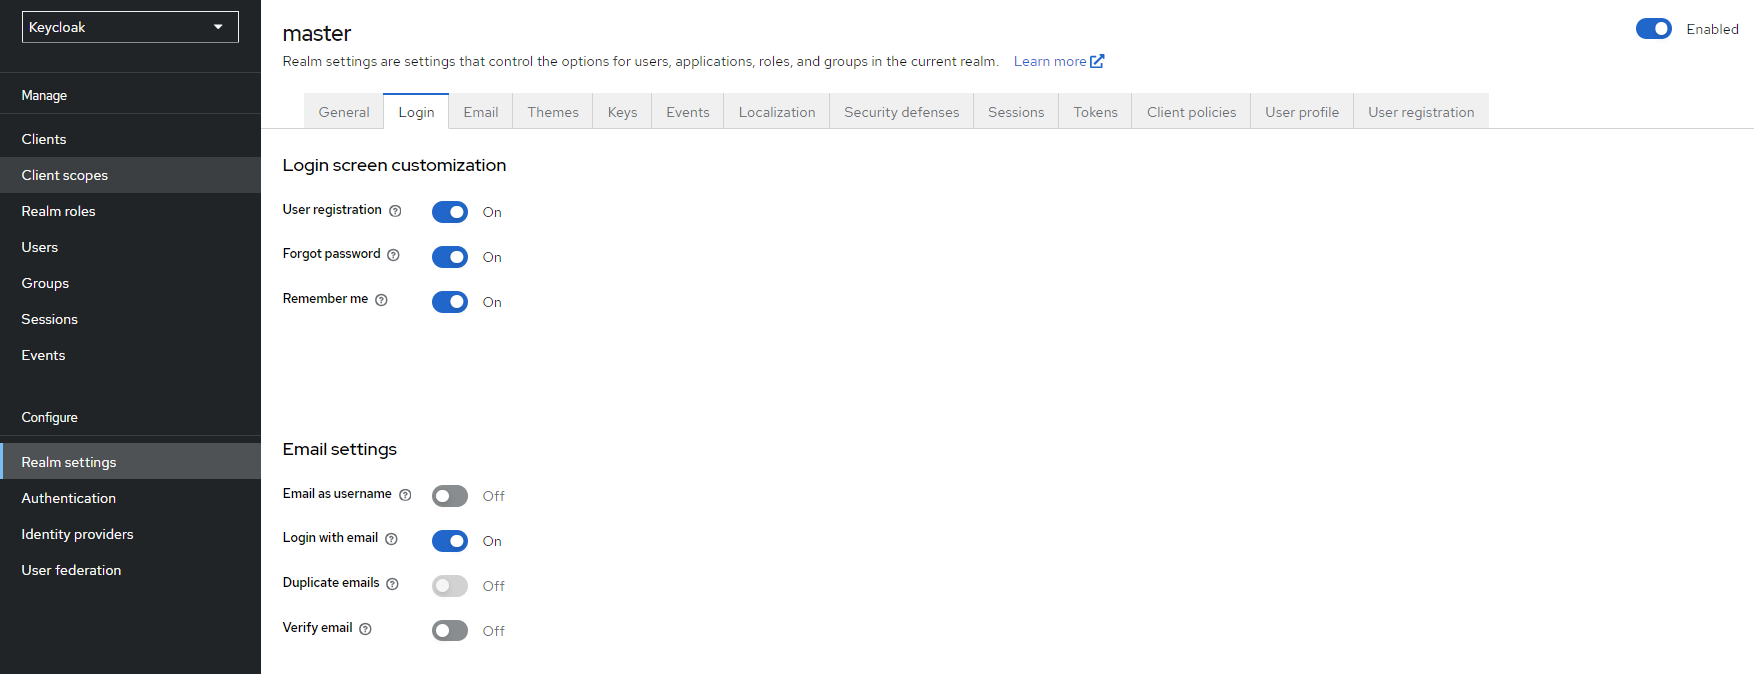 Keycloak
Manage
Clients
Client scopes
Realm roles
Users
Groups
Sessions
Events
Configure
Realm settings
Authentication
Identity providers
User federation
master
Enabled
Realm settings are settings that control the options for users, applications, roles, and groups in the current realm. Learn more
General Login Email Themes Keys Events Localization Security defenses Sessions Tokens Client policies User profile User registration
Login screen customization
User registration On
Forgot password On
Remember me On
Email settings
Email as username Off
Login with email On
Duplicate emails Off
Verify email Off